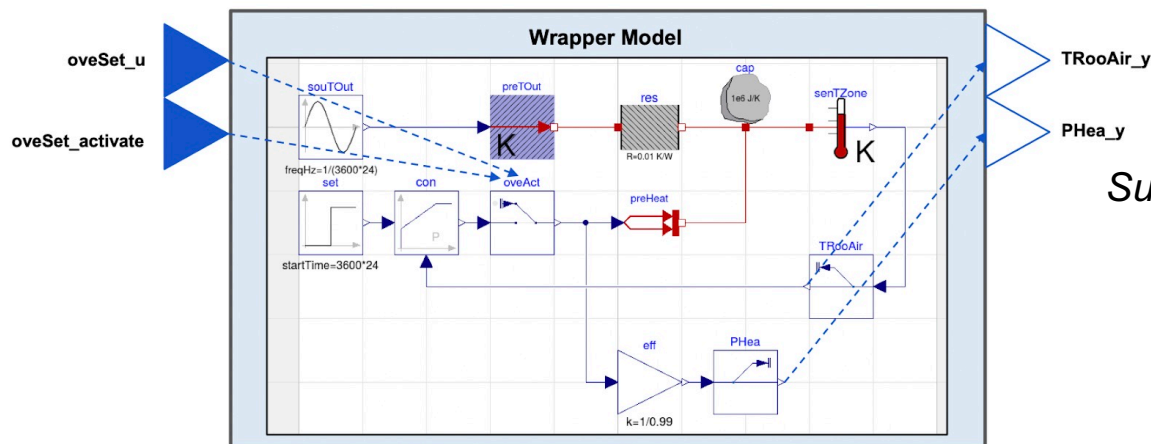 Wrapper Model
oveSet_u
oveSet_activate
TRooAir_y
PHea_y
Su
souTOut
preTOut
res
cap
senTZone
1e6 J/K
K
K
R=0.01 K/W
freqHz=1/(3600*24)
set
con
oveAct
preHeat
P
startTime=3600*24
TRooAir
eff
PHea
k=1/0.99